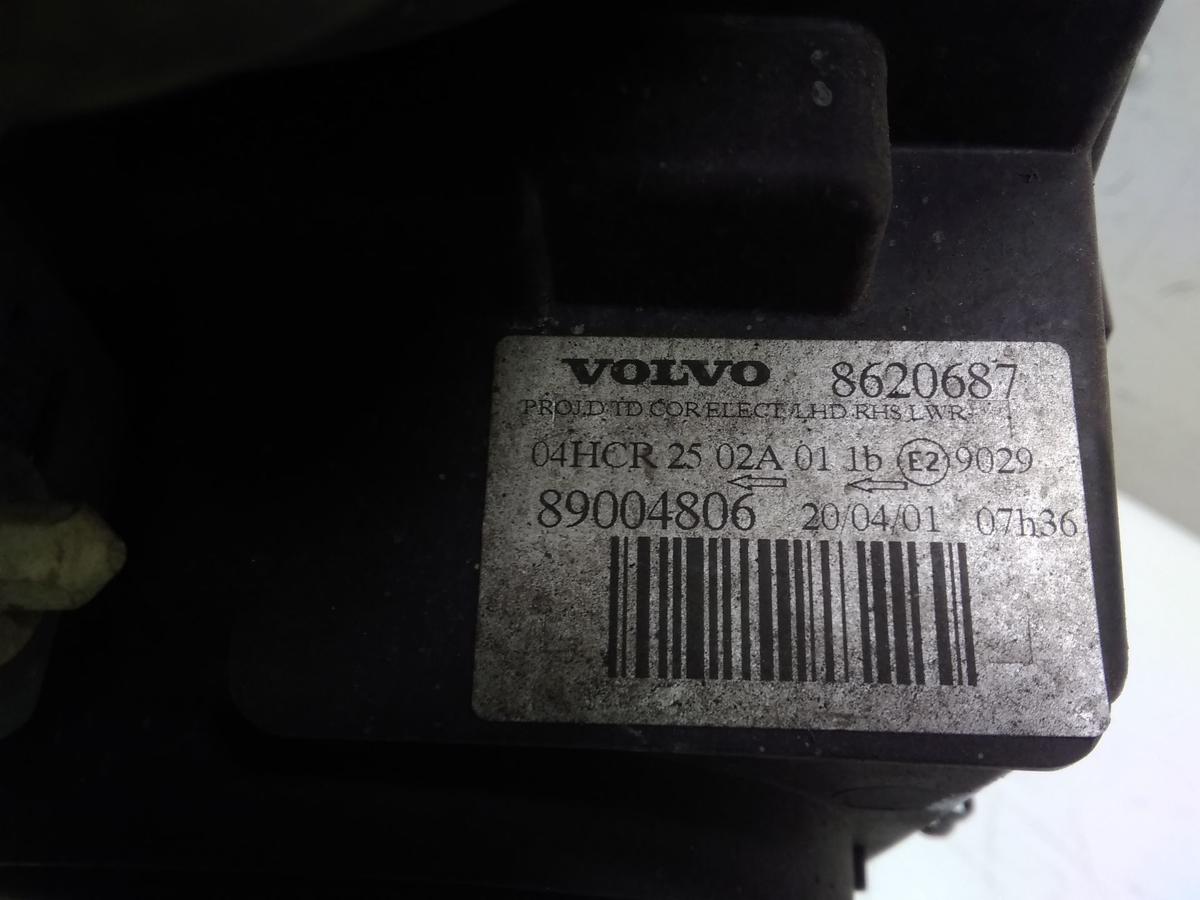 VOLVO 8620687
PROJ.D TD COR ELECT/LHD RHS LWR
04HCR 25 02A 01 1b E2 9029
89004806 20/04/01 07h36